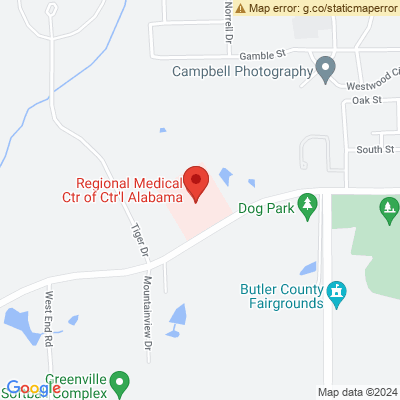 Map error: g.co/staticmaperror
Norrell Dr
Gamble St
Campbell Photography
Westwood Ci
Oak St
South St
Regional Medical
Ctr of Ctr'l Alabama
Dog Park
Tiger Dr
Butler County
Fairgrounds
West End Rd
Mountainview Dr
Greenville
Softball Complex
Google
Map data ©2024